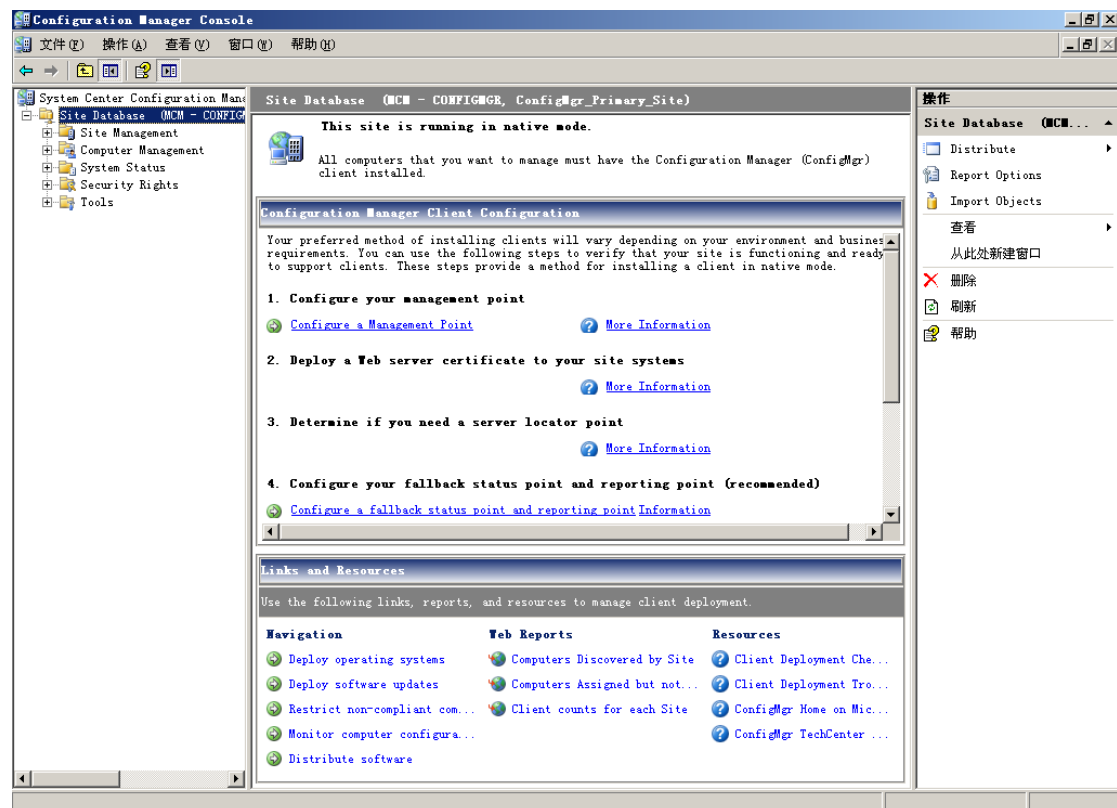 Configuration Manager Console
文件(F) 操作(A) 查看(V) 窗口(W) 帮助(H)
System Center Configuration Mana
Site Database (MCM - CONFIGM
Site Management
Computer Management
System Status
Security Rights
Tools
Site Database (MCM - CONFIGMGR, ConfigMgr_Primary_Site)
This site is running in native mode.
All computers that you want to manage must have the Configuration Manager (ConfigMgr)
client installed.
Configuration Manager Client Configuration
Your preferred method of installing clients will vary depending on your environment and busines
requirements. You can use the following steps to verify that your site is functioning and ready
to support clients. These steps provide a method for installing a client in native mode.
1. Configure your management point
Configure a Management Point More Information
2. Deploy a Web server certificate to your site systems
More Information
3. Determine if you need a server locator point
More Information
4. Configure your fallback status point and reporting point (recommended)
Configure a fallback status point and reporting point Information
Links and Resources
Use the following links, reports, and resources to manage client deployment.
Navigation
Deploy operating systems
Deploy software updates
Restrict non-compliant com...
Monitor computer configura...
Distribute software
Web Reports
Computers Discovered by Site
Computers Assigned but not...
Client counts for each Site
Resources
Client Deployment Che...
Client Deployment Tro...
ConfigMgr Home on Mic...
ConfigMgr TechCenter ...
操作
Site Database (MCM...
Distribute
Report Options
Import Objects
查看
从此处新建窗口
删除
刷新
帮助